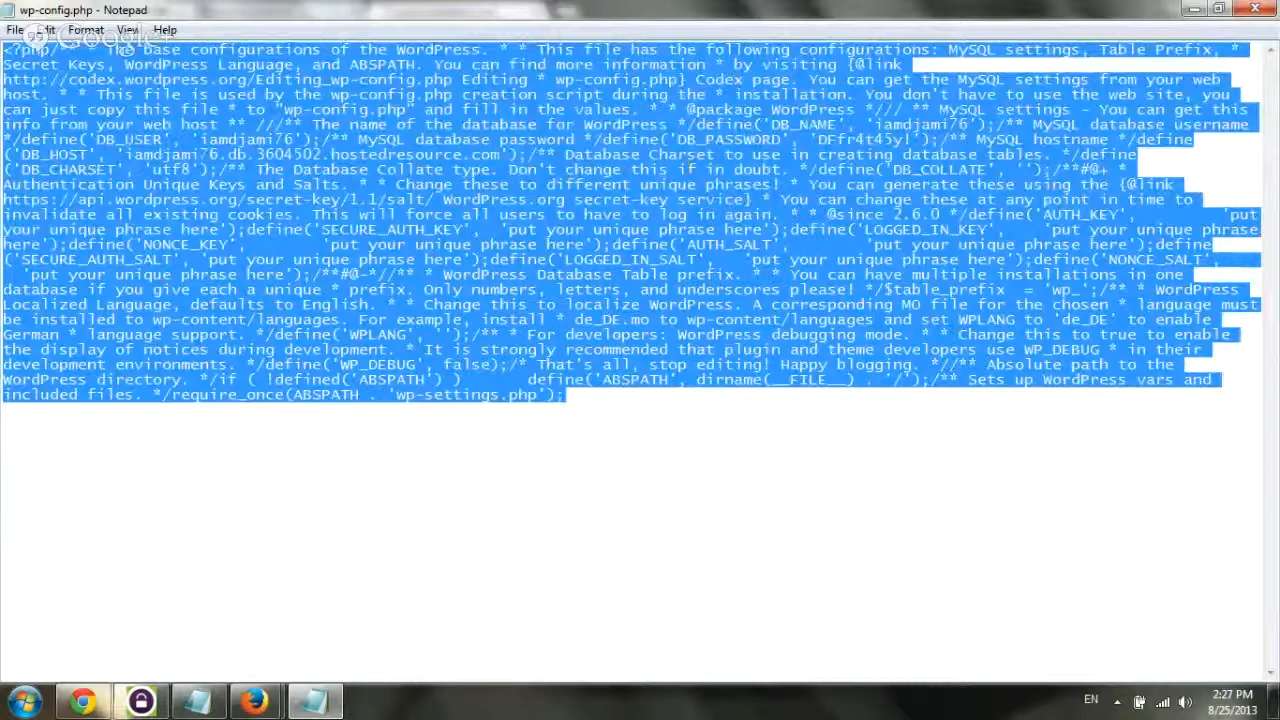 wp-config.php - Notepad
File Edit Format View Help
Google+
<?php/** The base configurations of the WordPress. * * This file has the following configurations: MySQL settings, Table Prefix, *
Secret Keys, WordPress Language, and ABSPATH. You can find more information * by visiting {@link
http://codex.wordpress.org/Editing_wp-config.php Editing * wp-config.php} Codex page. You can get the MySQL settings from your web
host. * * This file is used by the wp-config.php creation script during the * installation. You don't have to use the web site, you
can just copy this file * to "wp-config.php" and fill in the values. * * @package WordPress *// ** MySQL settings - You can get this
info from your web host ** ///** The name of the database for WordPress */define('DB_NAME', 'iamdjami76');/** MySQL database username
*/define('DB_USER', 'iamdjami76');/** MySQL database password */define('DB_PASSWORD', 'DFfr4t45y!');/** MySQL hostname */define
('DB_HOST', 'iamdjami76.db.3604502.hostedresource.com');/** Database Charset to use in creating database tables. */define
('DB_CHARSET', 'utf8');/** The Database Collate type. Don't change this if in doubt. */define('DB_COLLATE', '');/**#@+ *
Authentication Unique Keys and Salts. * * Change these to different unique phrases! * You can generate these using the {@link
https://api.wordpress.org/secret-key/1.1/salt/ WordPress.org secret-key service} * You can change these at any point in time to
invalidate all existing cookies. This will force all users to have to log in again. * * @since 2.6.0 */define('AUTH_KEY', 'put
your unique phrase here');define('SECURE_AUTH_KEY', 'put your unique phrase here');define('LOGGED_IN_KEY', 'put your unique phrase
here');define('NONCE_KEY', 'put your unique phrase here');define('AUTH_SALT', 'put your unique phrase here');define
('SECURE_AUTH_SALT', 'put your unique phrase here');define('LOGGED_IN_SALT', 'put your unique phrase here');define('NONCE_SALT',
'put your unique phrase here');/**#@-*//** * WordPress Database Table prefix. * * You can have multiple installations in one
database if you give each a unique * prefix. Only numbers, letters, and underscores please! */$table_prefix = 'wp_';/** * WordPress
Localized Language, defaults to English. * * Change this to localize WordPress. A corresponding MO file for the chosen * language must
be installed to wp-content/languages. For example, install * de_DE.mo to wp-content/languages and set WPLANG to 'de_DE' to enable
German * language support. */define('WPLANG', '');/** * For developers: WordPress debugging mode. * * Change this to true to enable
the display of notices during development. * It is strongly recommended that plugin and theme developers use WP_DEBUG * in their
development environments. */define('WP_DEBUG', false);/* That's all, stop editing! Happy blogging. *//** Absolute path to the
WordPress directory. */if ( !defined('ABSPATH') ) define('ABSPATH', dirname(__FILE__) . '/');/** Sets up WordPress vars and
included files. */require_once(ABSPATH . 'wp-settings.php');
EN
2:27 PM
8/25/2013